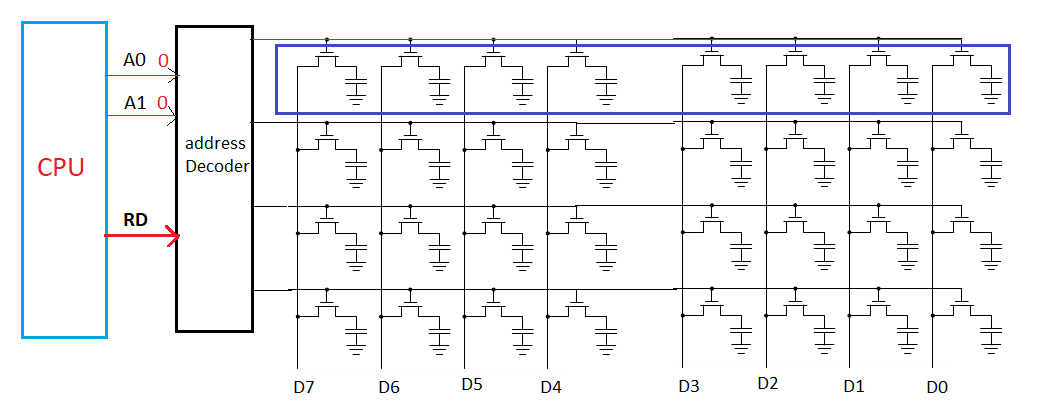 A0 0
A1 0
address
Decoder
CPU
RD
D7 D6 D5 D4 D3 D2 D1 D0